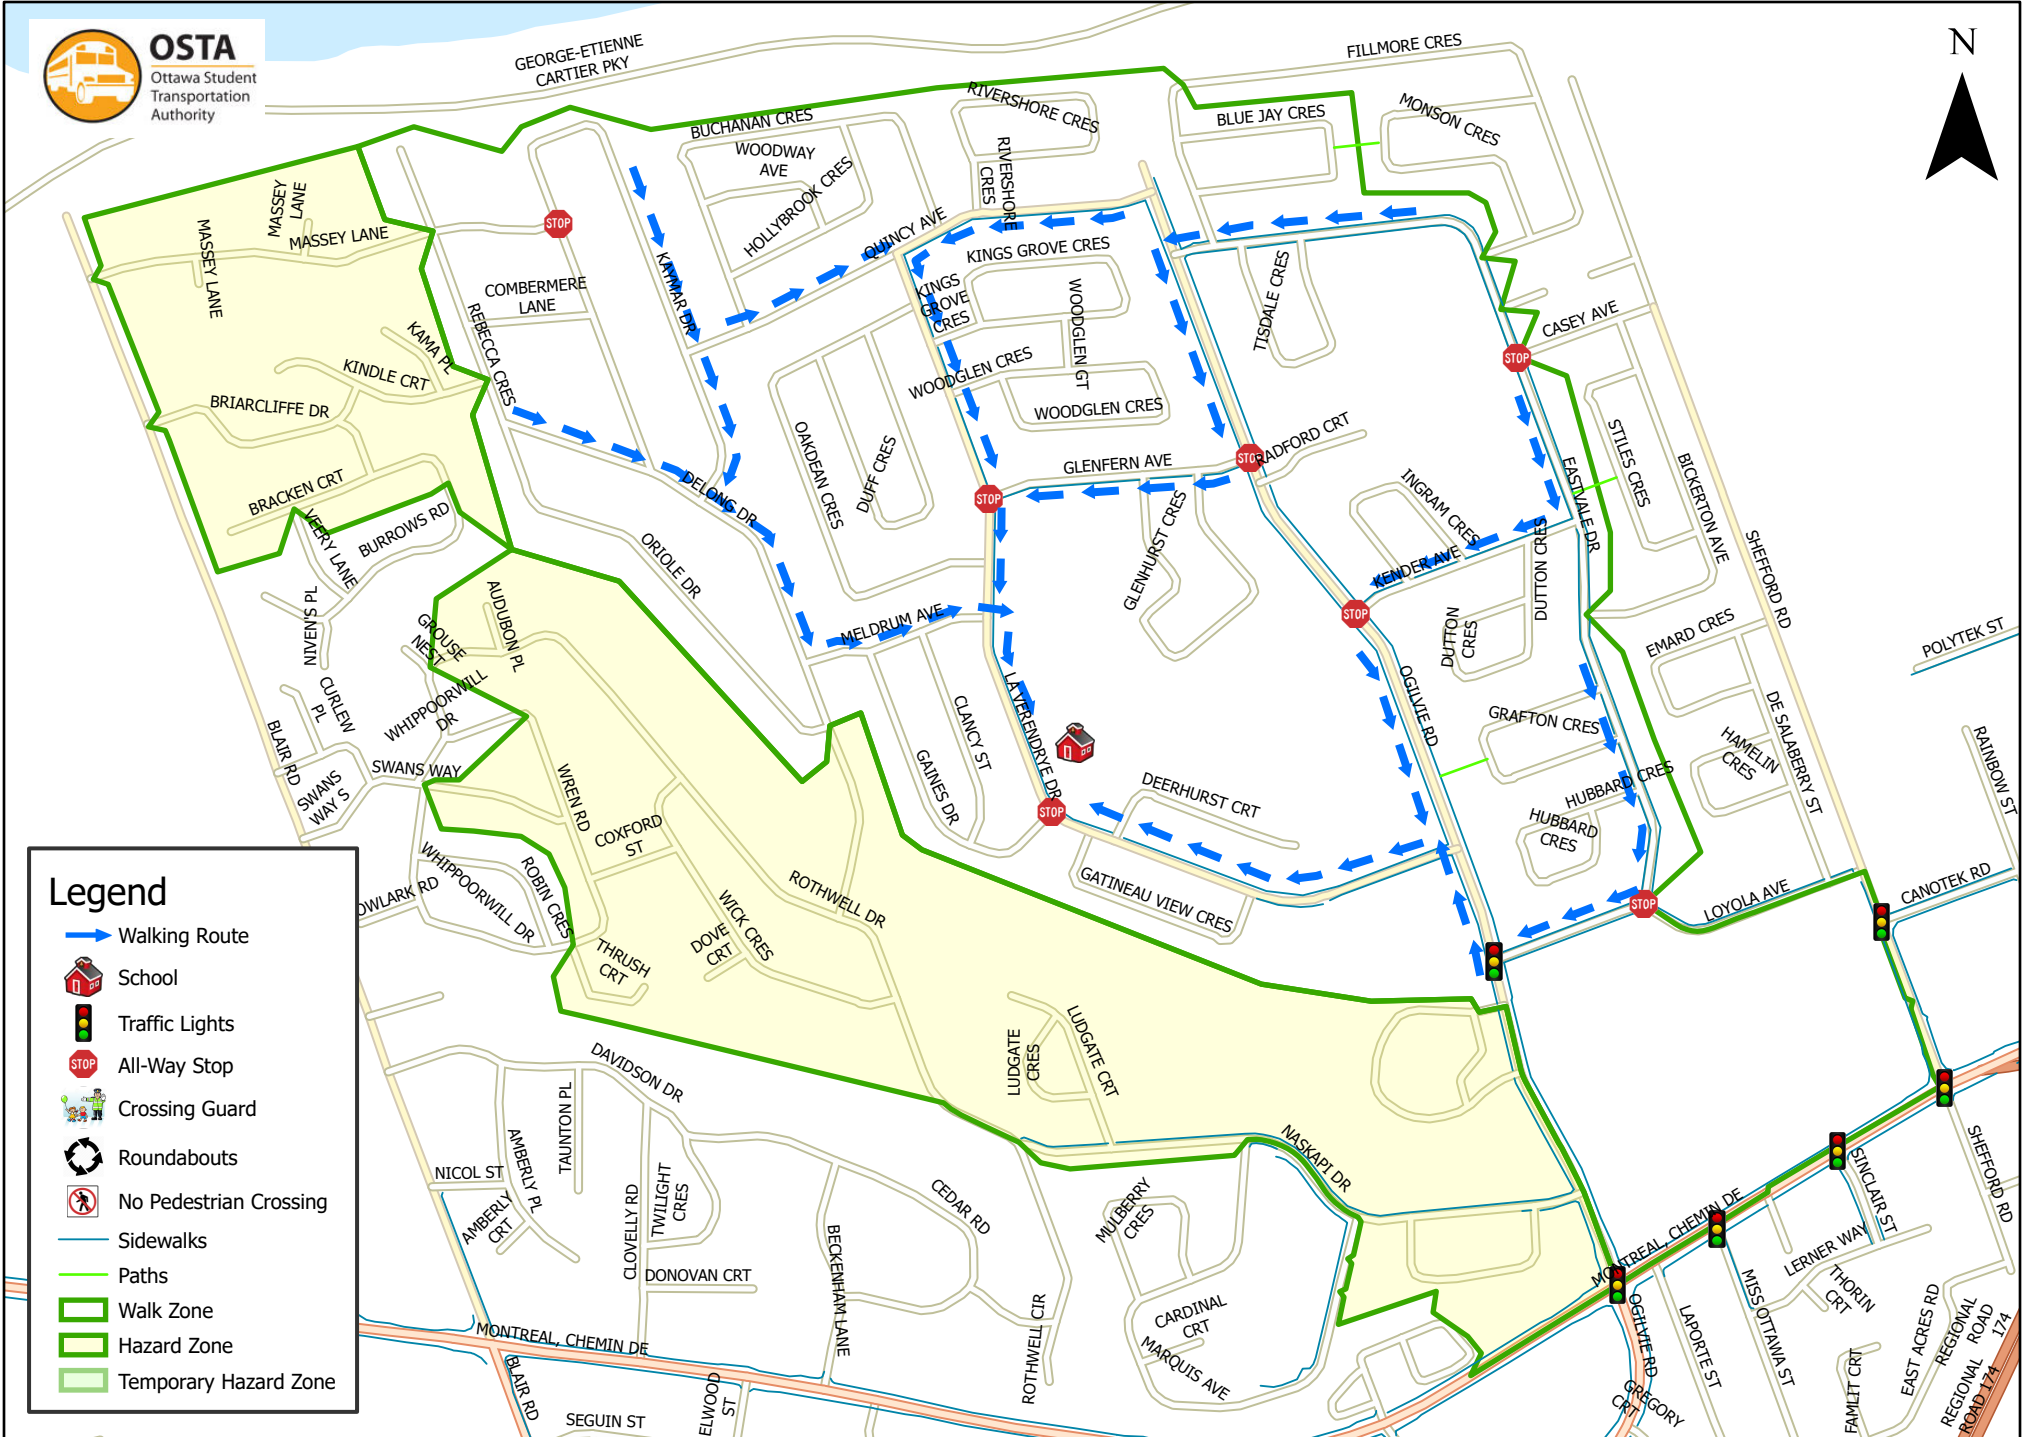 OSTA
Ottawa Student
Transportation
Authority
N
GEORGE-ETIENNE
CARTIER PKY
FILLMORE CRES
RIVERSHORE CRES
BUCHANAN CRES
BLUE JAY CRES
MONSON CRES
WOODWAY
AVE
HOLLYBROOK CRES
RIVERSHORE
CRES
MASSEY
LANE
MASSEY LANE
MASSEY LANE
STOP
QUINCY AVE
KINGS GROVE CRES
KINGS
GROVE
CRES
KAYMAR DR
COMBERMERE
LANE
REBECCA CRES
WOODGLEN GT
TISDALE CRES
CASEY AVE
STOP
KAMA PL
KINDLE CRT
BRIARCLIFFE DR
WOODGLEN CRES
WOODGLEN CRES
OAKDEAN CRES
DUFF CRES
GLENFERN AVE
STOP
RADFORD CRT
STILES CRES
BICKERTON AVE
BRACKEN CRT
DELONG DR
STOP
INGRAM CRES
EASTVALE DR
VEERY LANE
BURROWS RD
ORIOLE DR
GLENHURST CRES
KENDER AVE
DUTTON CRES
SHEFFORD RD
NIVEN'S PL
GROUSE
NEST
AUDUBON PL
MELDRUM AVE
STOP
DUTTON
CRES
EMARD CRES
POLYTEK ST
CURLEW
PL
WHIPPOORWILL
DR
LA VERENDRYE DR
CLANCY ST
OGILVIE RD
GRAFTON CRES
DE SALABERRY ST
HAMELIN
CRES
RAINBOW ST
BLAIR RD
SWANS
WAY S
SWANS WAY
WREN RD
GAINES DR
STOP
DEERHURST CRT
HUBBARD CRES
HUBBARD
CRES
COXFORD
ST
WHIPPOORWILL DR
ROBIN CRES
OWLARK RD
WICK CRES
ROTHWELL DR
GATINEAU VIEW CRES
STOP
LOYOLA AVE
CANOTEK RD
DOVE
CRT
THRUSH
CRT
LUDGATE
CRES
LUDGATE CRT
DAVIDSON DR
TAUNTON PL
AMBERLY PL
NICOL ST
AMBERLY
CRT
CLOVELLY RD
TWILIGHT
CRES
DONOVAN CRT
BECKENHAM LANE
CEDAR RD
ROTHWELL CIR
MULBERRY
CRES
NASKAPI DR
CARDINAL
CRT
MARQUIS AVE
MONTREAL, CHEMIN DE
MONTREAL, CHEMIN DE
SINCLAIR ST
SHEFFORD RD
LERNER WAY
THORIN
CRT
MISS OTTAWA ST
LAPORTE ST
OGILVIE RD
GREGORY
CRT
FAMLIT CRT
EAST ACRES RD
REGIONAL
ROAD
174
REGIONAL
ROAD 174
BLAIR RD
SEGUIN ST
ELWOOD
ST
Legend
Walking Route
School
Traffic Lights
STOP
All-Way Stop
Crossing Guard
Roundabouts
No Pedestrian Crossing
Sidewalks
Paths
Walk Zone
Hazard Zone
Temporary Hazard Zone